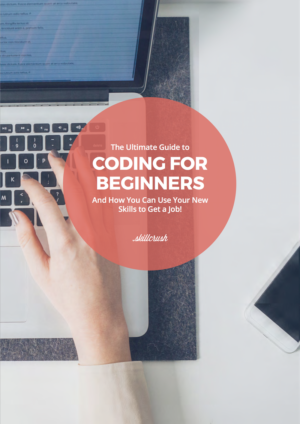 The Ultimate Guide to
CODING FOR
BEGINNERS
And How You Can Use Your New
Skills to Get a Job!
skillcrush